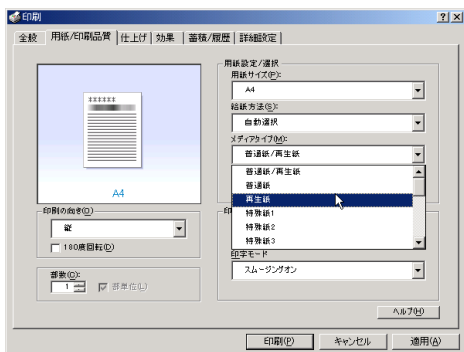 印刷
全般 用紙/印刷品質 仕上げ 効果 蓄積/履歴 詳細設定
******
A4
用紙設定/選択
用紙サイズ(P):
A4
給紙方法(S):
自動選択
メディアタイプ(M):
普通紙/再生紙
普通紙/再生紙
普通紙
再生紙
特殊紙1
特殊紙2
特殊紙3
印刷の向き(O)
縦
180度回転(D)
部数(C):
1 部単位(L)
印
印字モード
スムージングオン
ヘルプ(H)
印刷(P) キャンセル 適用(A)